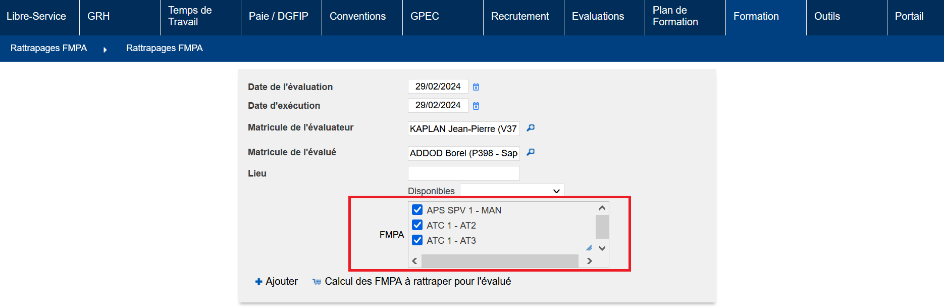 Libre-Service GRH Temps de Travail Paie / DGFIP Conventions GPEC Recrutement Evaluations Plan de Formation Formation Outils Portail
Rattrapages FMPA Rattrapages FMPA
Date de l'évaluation 29/02/2024
Date d'exécution 29/02/2024
Matricule de l'évaluateur KAPLAN Jean-Pierre (V37
Matricule de l'évalué ADDOD Borel (P398 - Sap
Lieu
Disponibles
FMPA
APS SPV 1 - MAN
ATC 1 - AT2
ATC 1 - AT3
Ajouter Calcul des FMPA à rattraper pour l'évalué